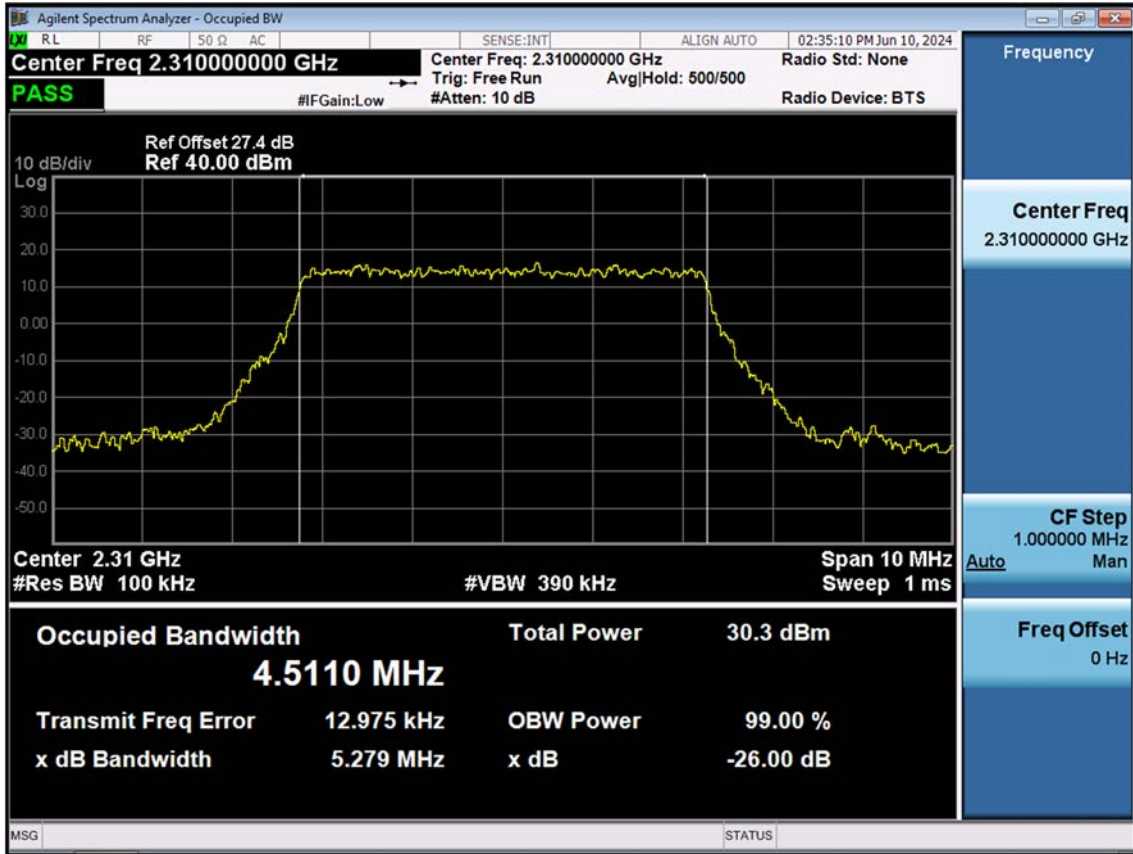 Agilent Spectrum Analyzer - Occupied BW
LXI RL RF 50 Ω AC SENSE:INT ALIGN AUTO 02:35:10 PM Jun 10, 2024
Center Freq 2.310000000 GHz
Center Freq: 2.310000000 GHz
Radio Std: None
Trig: Free Run Avg|Hold: 500/500
PASS
#IFGain:Low
#Atten: 10 dB
Radio Device: BTS
Ref Offset 27.4 dB
10 dB/div Ref 40.00 dBm
Log
30.0
20.0
10.0
0.00
-10.0
-20.0
-30.0
-40.0
-50.0
Center 2.31 GHz Span 10 MHz
#Res BW 100 kHz #VBW 390 kHz Sweep 1 ms
Occupied Bandwidth Total Power 30.3 dBm
4.5110 MHz
Transmit Freq Error 12.975 kHz OBW Power 99.00 %
x dB Bandwidth 5.279 MHz x dB -26.00 dB
MSG STATUS
Frequency
Center Freq
2.310000000 GHz
CF Step
1.000000 MHz
Auto Man
Freq Offset
0 Hz